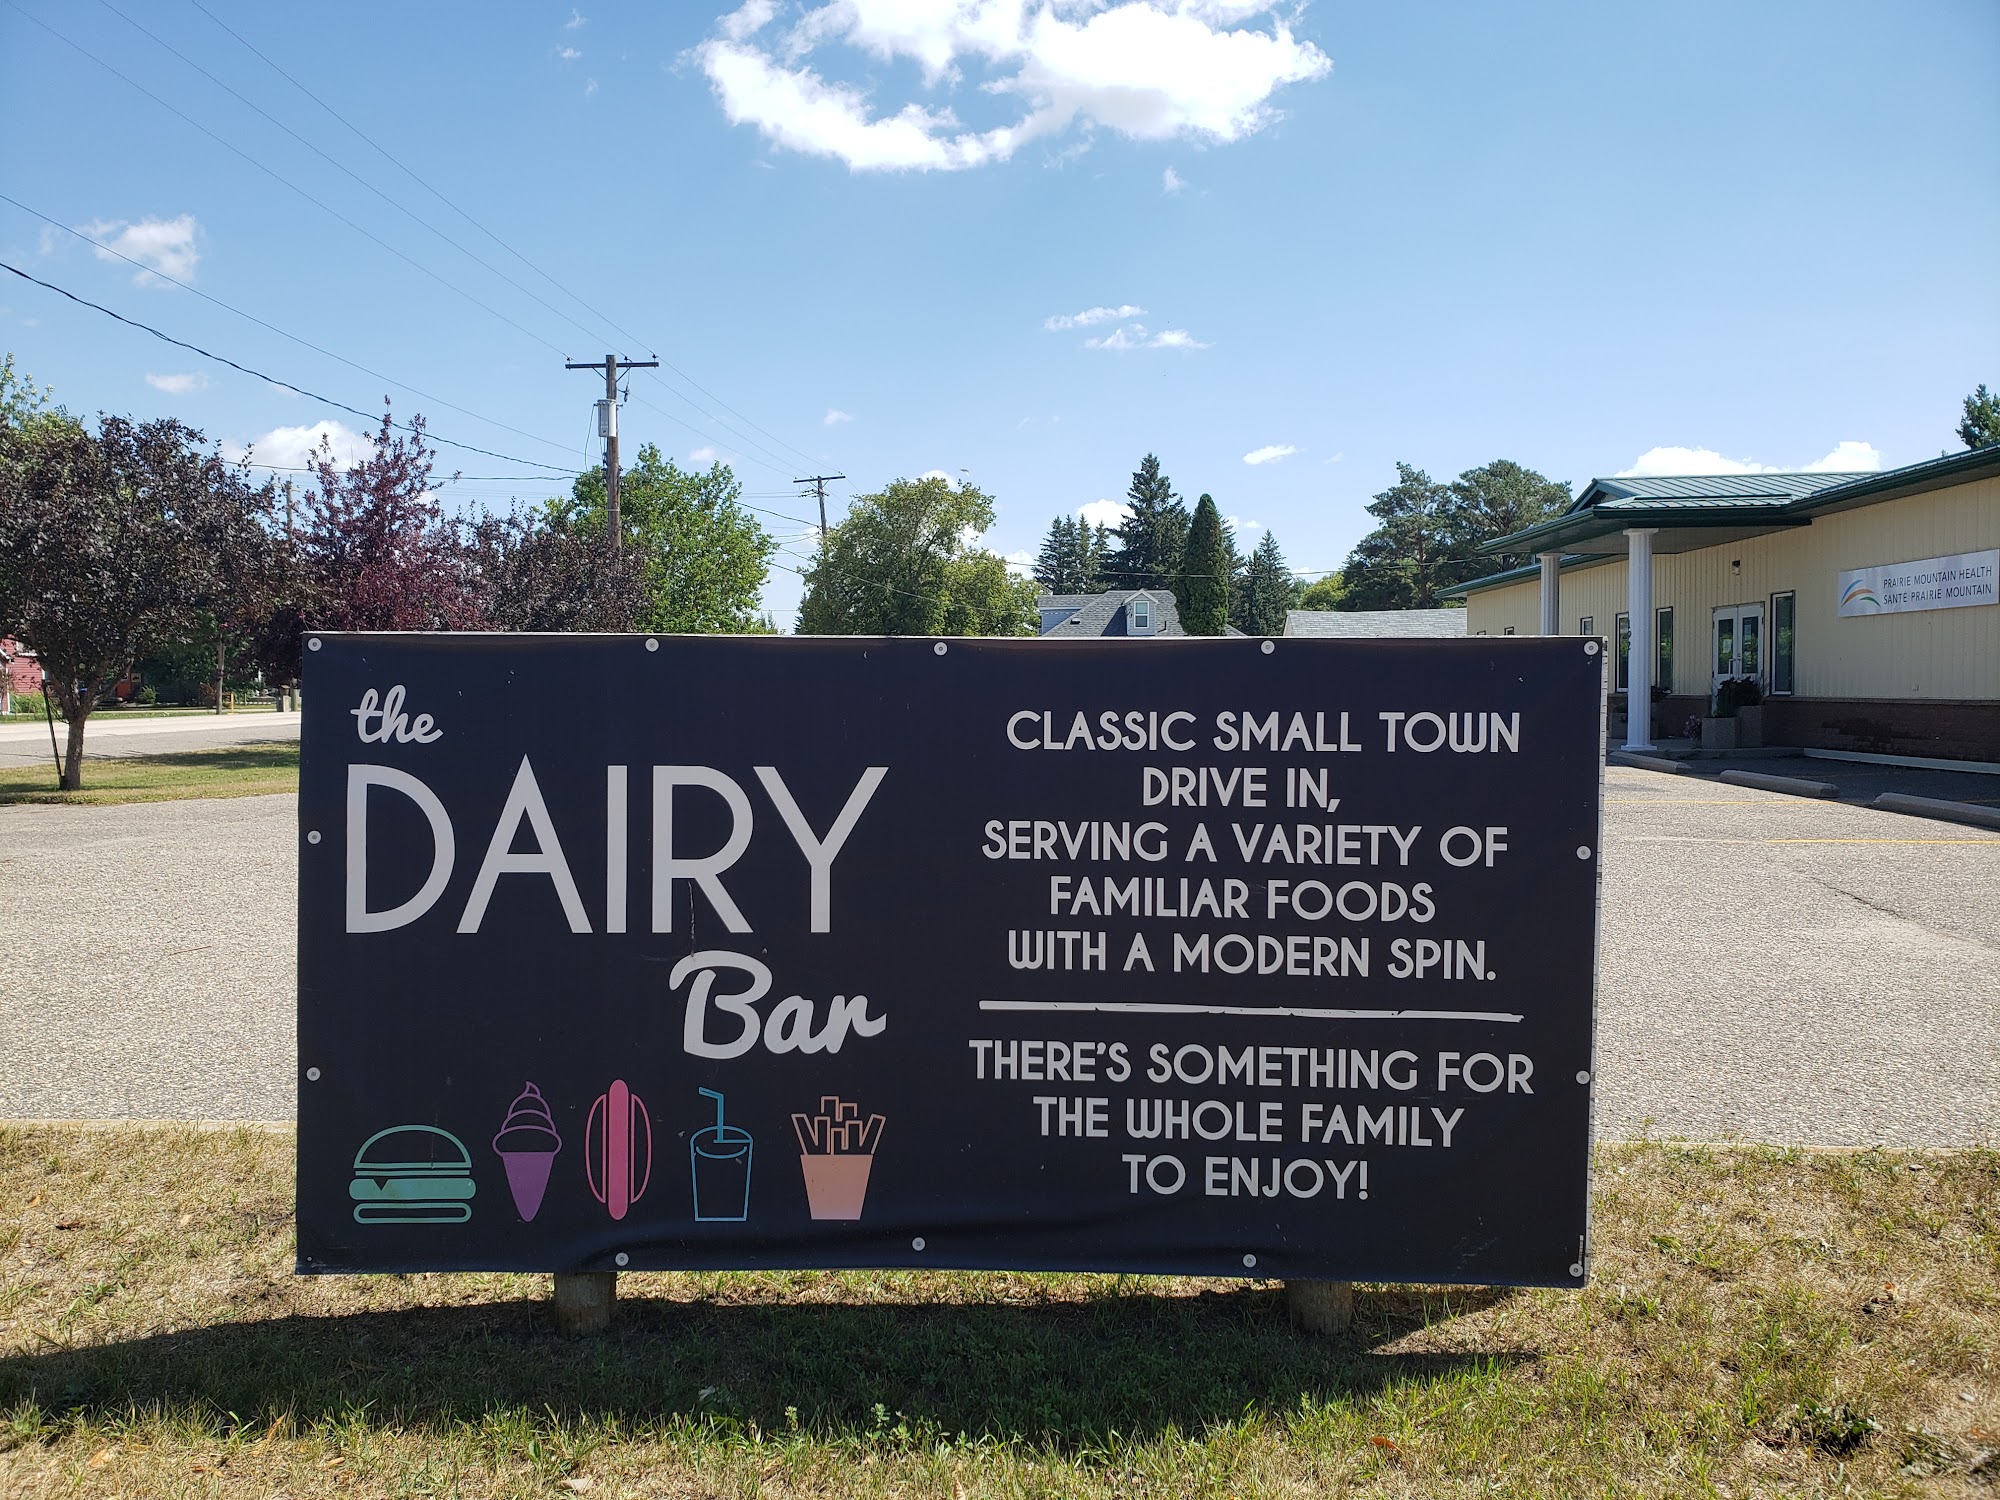 the
DAIRY
Bar
CLASSIC SMALL TOWN
DRIVE IN,
SERVING A VARIETY OF
FAMILIAR FOODS
WITH A MODERN SPIN.
THERE'S SOMETHING FOR
THE WHOLE FAMILY
TO ENJOY!
PRAIRIE MOUNTAIN HEALTH
SANTÉ PRAIRIE MOUNTAIN